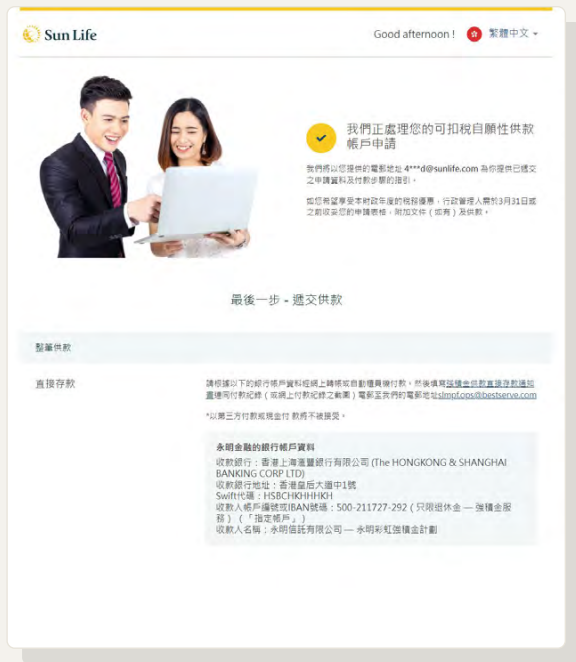 Sun Life
Good afternoon !
繁體中文
我們正處理您的可扣稅自願性供款
帳戶申請
我們將以您提供的電郵地址 4***d@sunlife.com 為你提供已遞交
之申請資料及付款步驟的指引。
如您希望享受本財政年度的稅務優惠，行政管理人需於3月31日或
之前收妥您的申請表格，附加文件 ( 如有 ) 及供款。
最後一步 - 遞交供款
整筆供款
直接存款
請根據以下的銀行帳戶資料經網上轉帳或自動櫃員機付款。然後填寫強積金供款直接存款通知
書連同付款紀錄 ( 或網上付款紀錄之截圖 ) 電郵至我們的電郵地址slmpf.ops@bestserve.com
*以第三方付款或現金付 款將不被接受。
永明金融的銀行帳戶資料
收款銀行：香港上海滙豐銀行有限公司 (The HONGKONG & SHANGHAI
BANKING CORP LTD)
收款銀行地址：香港皇后大道中1號
Swift代碼：HSBCHKHHHKH
收款人帳戶編號或IBAN號碼：500-211727-292 ( 只限退休金 — 強積金服
務 ) ( 「指定帳戶」 )
收款人名稱：永明信託有限公司 — 永明彩虹強積金計劃